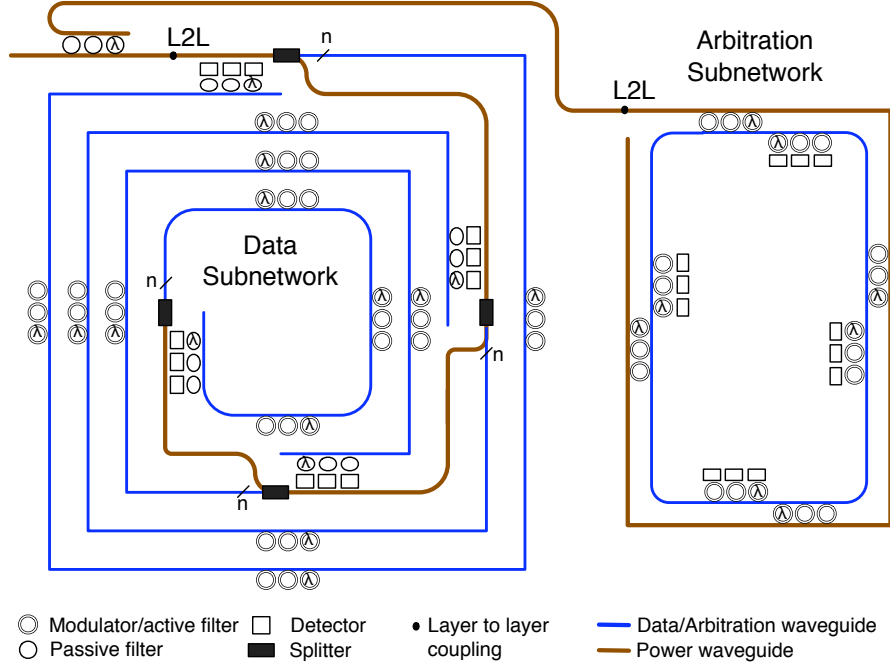 n
L2L
λ
λ
Arbitration
Subnetwork
L2L
λ
λ
λ
λ
λ
λ
Data
Subnetwork
λ
n
λ
λ
λ
λ
λ
λ
λ
λ
λ
λ
λ
λ
n
λ
λ
n
λ
λ
λ
λ
λ
Modulator/active filter
Detector
Layer to layer
coupling
Data/Arbitration waveguide
Passive filter
Splitter
Power waveguide